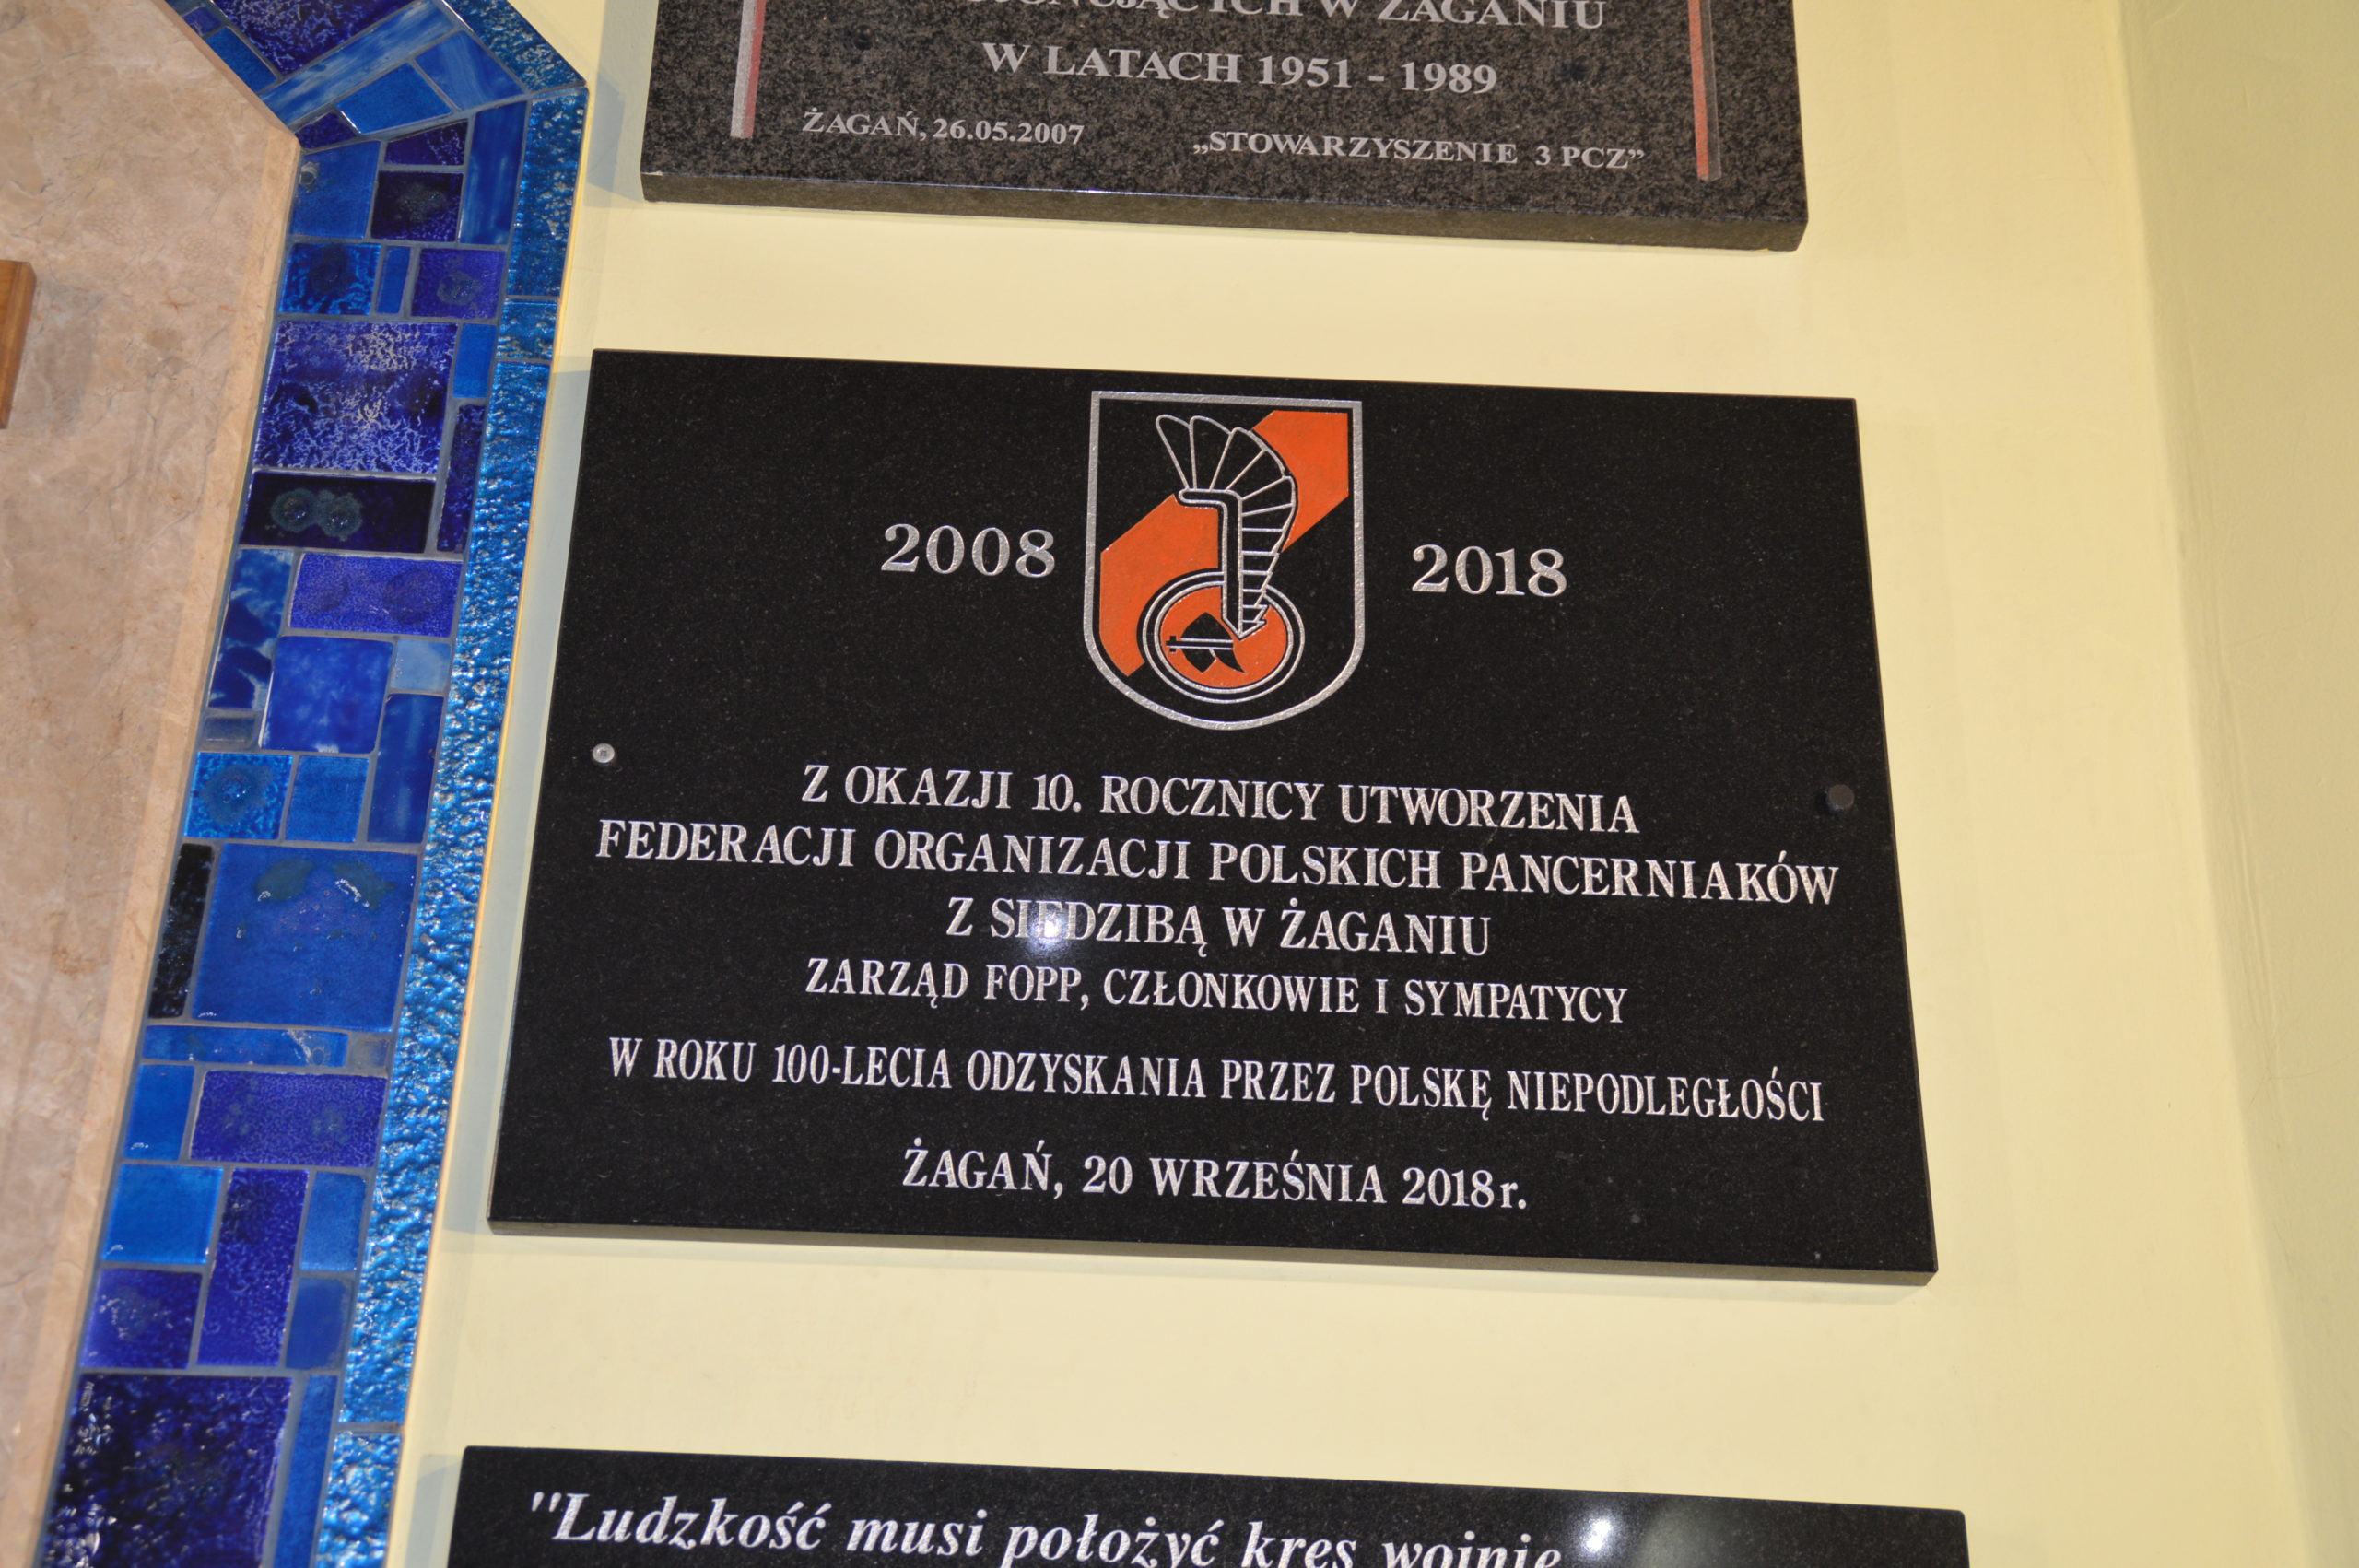 W ŻAGANIU
W LATACH 1951 - 1989
ŻAGAŃ, 26.05.2007 „STOWARZYSZENIE 3 PCZ”
2008 2018
Z OKAZJI 10. ROCZNICY UTWORZENIA
FEDERACJI ORGANIZACJI POLSKICH PANCERNIAKÓW
Z SIEDZIBĄ W ŻAGANIU
ZARZĄD FOPP, CZŁONKOWIE I SYMPATYCY
W ROKU 100-LECIA ODZYSKANIA PRZEZ POLSKĘ NIEPODLEGŁOŚCI
ŻAGAŃ, 20 WRZEŚNIA 2018 r.
"Ludzkość musi położyć kres wojnie